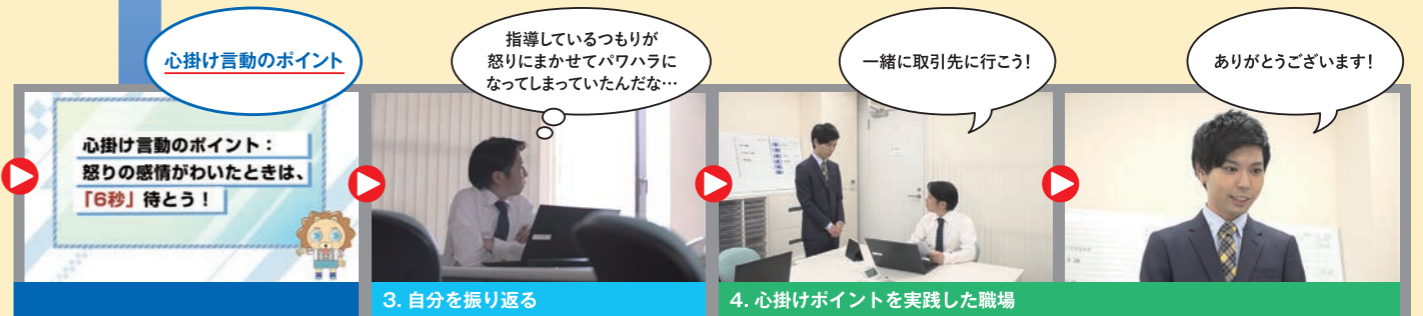 心掛け言動のポイント
指導しているつもりが
怒りにまかせてパワハラに
なってしまっていたんだな…
一緒に取引先に行こう！
ありがとうございます！
心掛け言動のポイント：
怒りの感情がわいたときは、
「6秒」待とう！
3. 自分を振り返る
4. 心掛けポイントを実践した職場